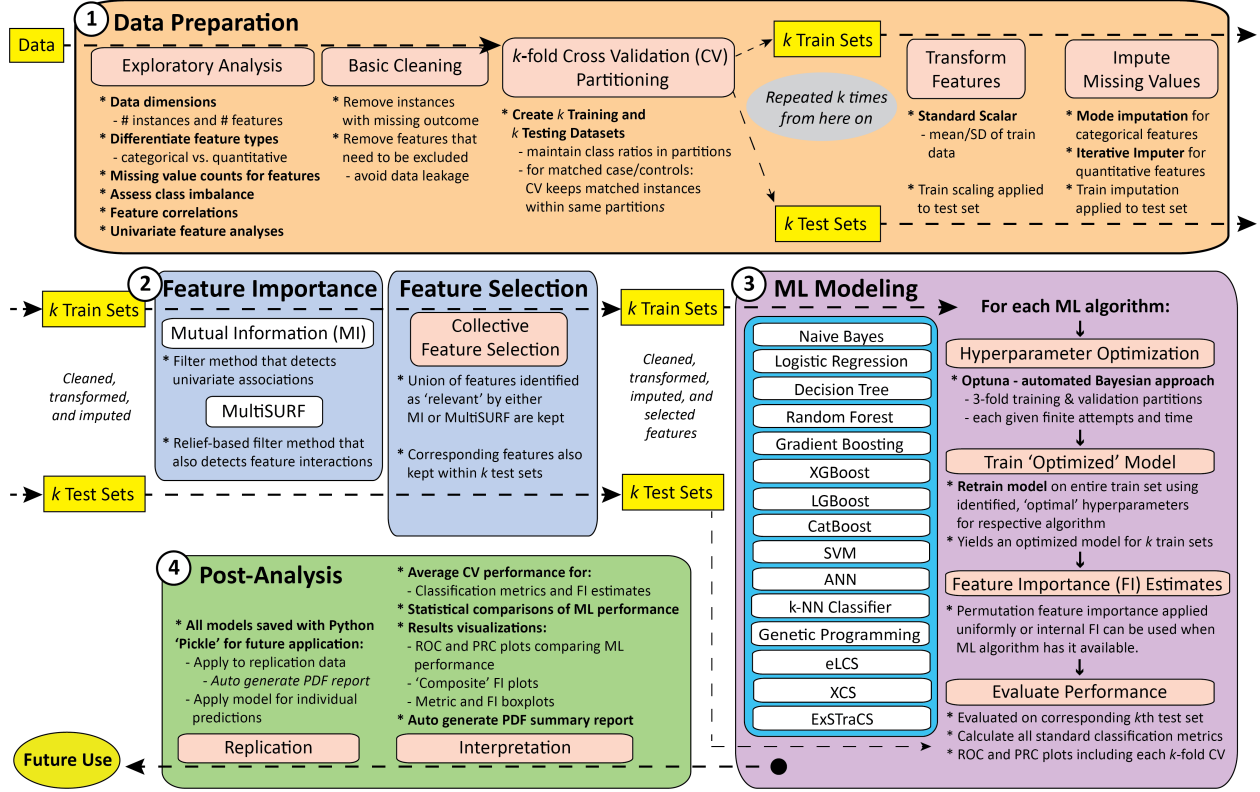 1
Data Preparation
Data
Exploratory Analysis
* Data dimensions
- # instances and # features
* Differentiate feature types
- categorical vs. quantitative
* Missing value counts for features
* Assess class imbalance
* Feature correlations
* Univariate feature analyses
Basic Cleaning
* Remove instances
with missing outcome
* Remove features that
need to be excluded
- avoid data leakage
k-fold Cross Validation (CV)
Partitioning
* Create k Training and
k Testing Datasets
- maintain class ratios in partitions
- for matched case/controls:
CV keeps matched instances
within same partitions
k Train Sets
Repeated k times
from here on
k Test Sets
Transform
Features
* Standard Scalar
- mean/SD of train
data
* Train scaling applied
to test set
Impute
Missing Values
* Mode imputation for
categorical features
* Iterative Imputer for
quantitative features
* Train imputation
applied to test set
k Train Sets
Cleaned,
transformed,
and imputed
k Test Sets
2
Feature Importance
Mutual Information (MI)
* Filter method that detects
univariate associations
MultiSURF
* Relief-based filter method that
also detects feature interactions
Feature Selection
Collective
Feature Selection
* Union of features identified
as ‘relevant’ by either
MI or MultiSURF are kept
* Corresponding features also
kept within k test sets
k Train Sets
Cleaned,
transformed,
imputed, and
selected
features
k Test Sets
3
ML Modeling
Naive Bayes
Logistic Regression
Decision Tree
Random Forest
Gradient Boosting
XGBoost
LGBoost
CatBoost
SVM
ANN
k-NN Classifier
Genetic Programming
eLCS
XCS
ExSTraCS
For each ML algorithm:
Hyperparameter Optimization
* Optuna - automated Bayesian approach
- 3-fold training & validation partitions
- each given finite attempts and time
Train ‘Optimized’ Model
* Retrain model on entire train set using
identified, ‘optimal’ hyperparameters
for respective algorithm
* Yields an optimized model for k train sets
Feature Importance (FI) Estimates
* Permutation feature importance applied
uniformly or internal FI can be used when
ML algorithm has it available.
Evaluate Performance
* Evaluated on corresponding kth test set
* Calculate all standard classification metrics
* ROC and PRC plots including each k-fold CV
4
Post-Analysis
* All models saved with Python
‘Pickle’ for future application:
- Apply to replication data
- Auto generate PDF report
- Apply model for individual
predictions
Replication
* Average CV performance for:
- Classification metrics and FI estimates
* Statistical comparisons of ML performance
* Results visualizations:
- ROC and PRC plots comparing ML
performance
- ‘Composite’ FI plots
- Metric and FI boxplots
* Auto generate PDF summary report
Interpretation
Future Use